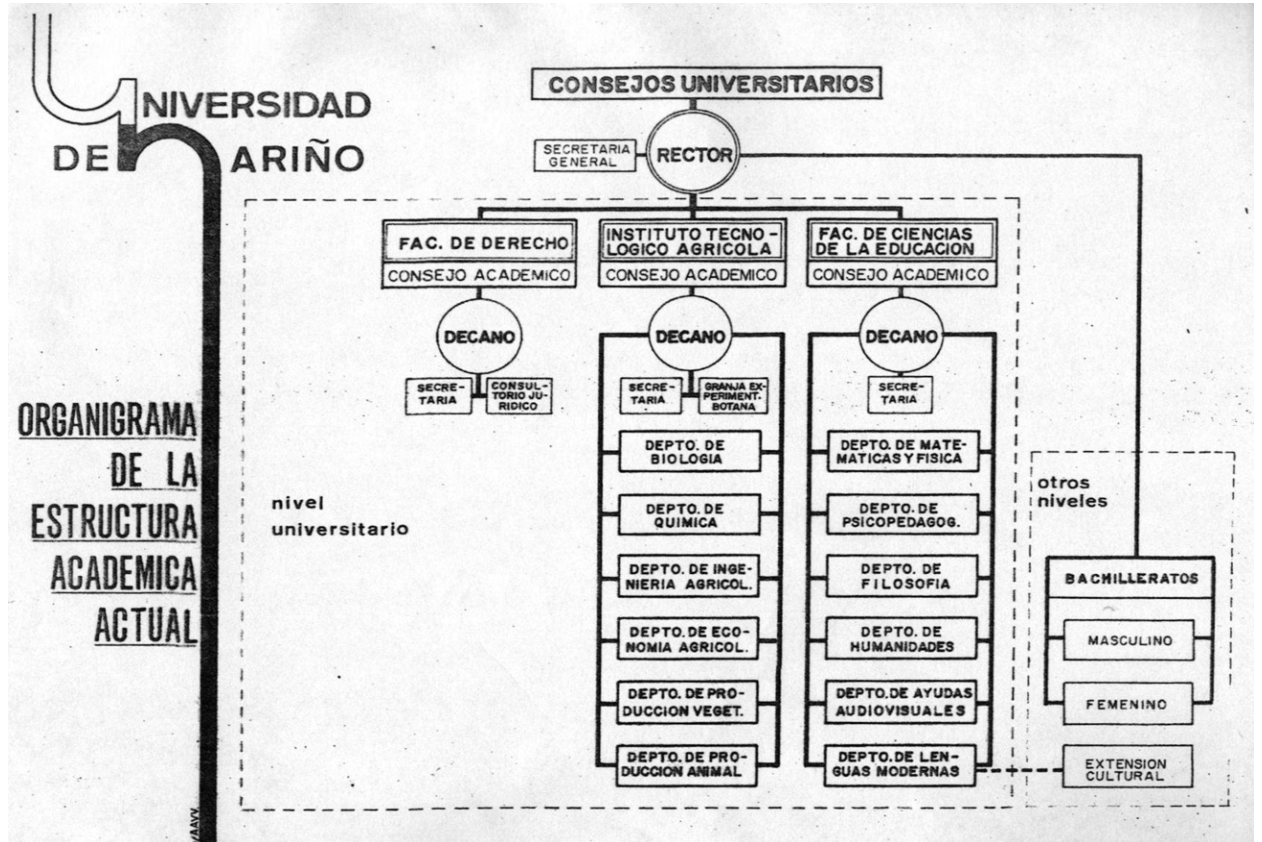 UNIVERSIDAD
DE NARIÑO
ORGANIGRAMA
DE LA
ESTRUCTURA
ACADEMICA
ACTUAL
CONSEJOS UNIVERSITARIOS
SECRETARIA
GENERAL
RECTOR
nivel
universitario
FAC. DE DERECHO
CONSEJO ACADEMICO
DECANO
SECRE-
TARIA
CONSUL-
TORIO JU-
RIDICO
INSTITUTO TECNO-
LOGICO AGRICOLA
CONSEJO ACADEMICO
DECANO
SECRE-
TARIA
GRANJA EX-
PERIMENT.
BOTANA
DEPTO. DE
BIOLOGIA
DEPTO. DE
QUIMICA
DEPTO. DE INGE-
NIERIA AGRICOL.
DEPTO. DE ECO-
NOMIA AGRICOL.
DEPTO. DE PRO-
DUCCION VEGET.
DEPTO. DE PRO-
DUCCION ANIMAL
FAC. DE CIENCIAS
DE LA EDUCACION
CONSEJO ACADEMICO
DECANO
SECRE-
TARIA
DEPTO. DE MATE-
MATICAS Y FISICA
DEPTO. DE
PSICOPEDAGOG.
DEPTO. DE
FILOSOFIA
DEPTO. DE
HUMANIDADES
DEPTO. DE AYUDAS
AUDIOVISUALES
DEPTO. DE LEN-
GUAS MODERNAS
otros
niveles
BACHILLERATOS
MASCULINO
FEMENINO
EXTENSION
CULTURAL